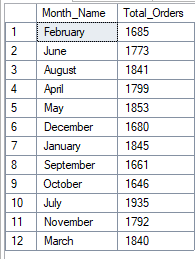 Month_Name Total_Orders
1 February 1685
2 June 1773
3 August 1841
4 April 1799
5 May 1853
6 December 1680
7 January 1845
8 September 1661
9 October 1646
10 July 1935
11 November 1792
12 March 1840